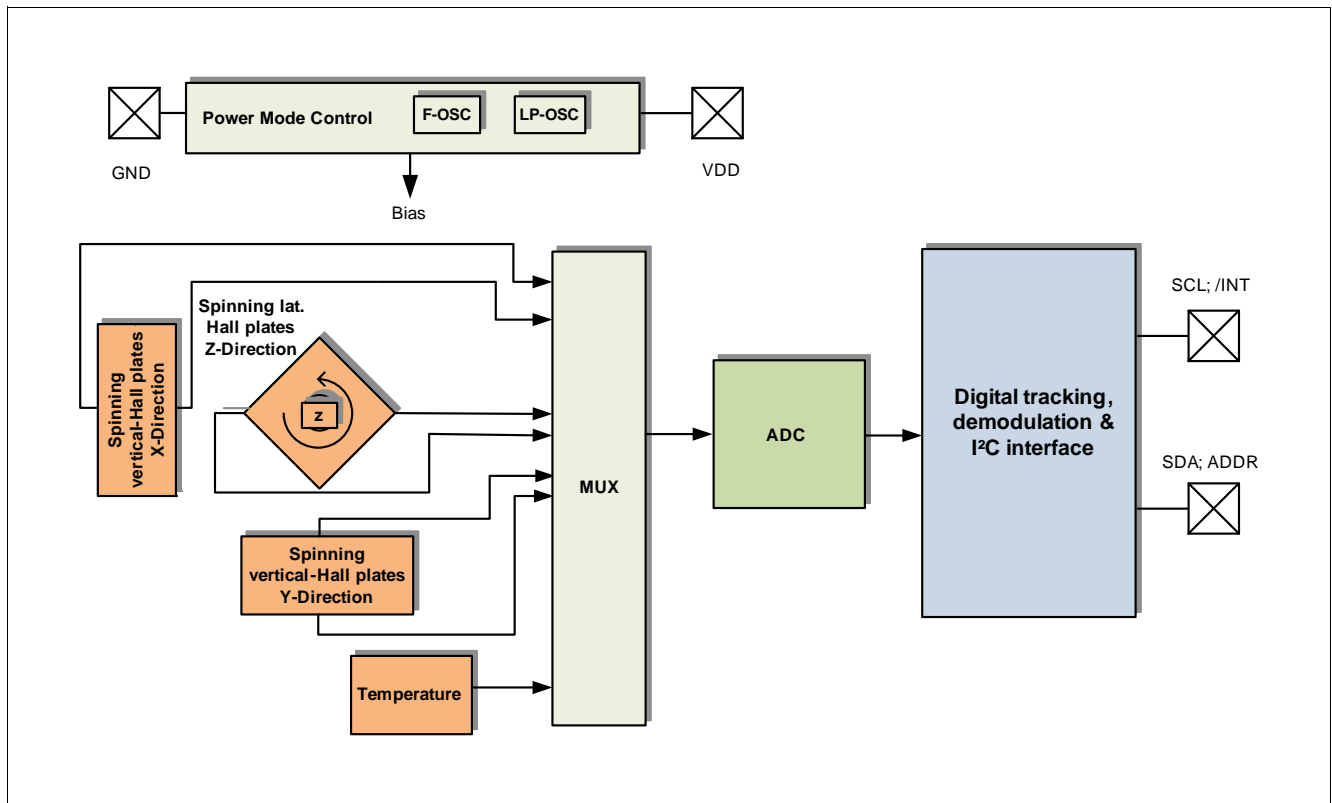 Power Mode Control
F-OSC
LP-OSC
GND
VDD
Bias
SCL; /INT
Spinning lat.
Hall plates
Z-Direction
Spinning
vertical-Hall plates
X-Direction
z
MUX
ADC
Digital tracking,
demodulation &
I²C interface
SDA; ADDR
Spinning
vertical-Hall plates
Y-Direction
Temperature